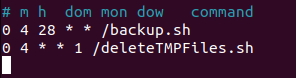 # m h  dom mon dow   command
0 4 28 * * /backup.sh
0 4 * * 1 /deleteTMPFiles.sh